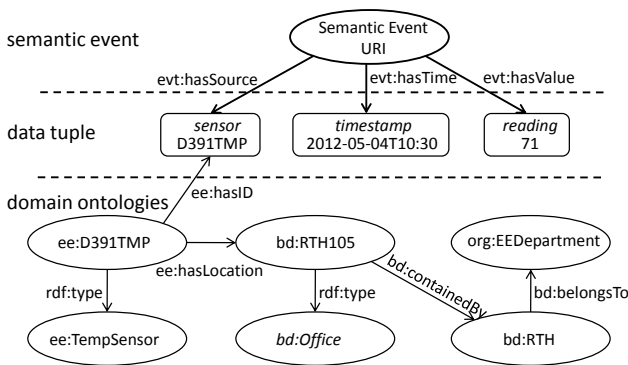 semantic event
Semantic Event
URI
evt:hasSource
evt:hasTime
evt:hasValue
data tuple
sensor
D391TMP
timestamp
2012-05-04T10:30
reading
71
ee:hasID
domain ontologies
ee:D391TMP
bd:RTH105
org:EEDepartment
ee:hasLocation
bd:containedBy
rdf:type
rdf:type
bd:belongsTo
ee:TempSensor
bd:Office
bd:RTH